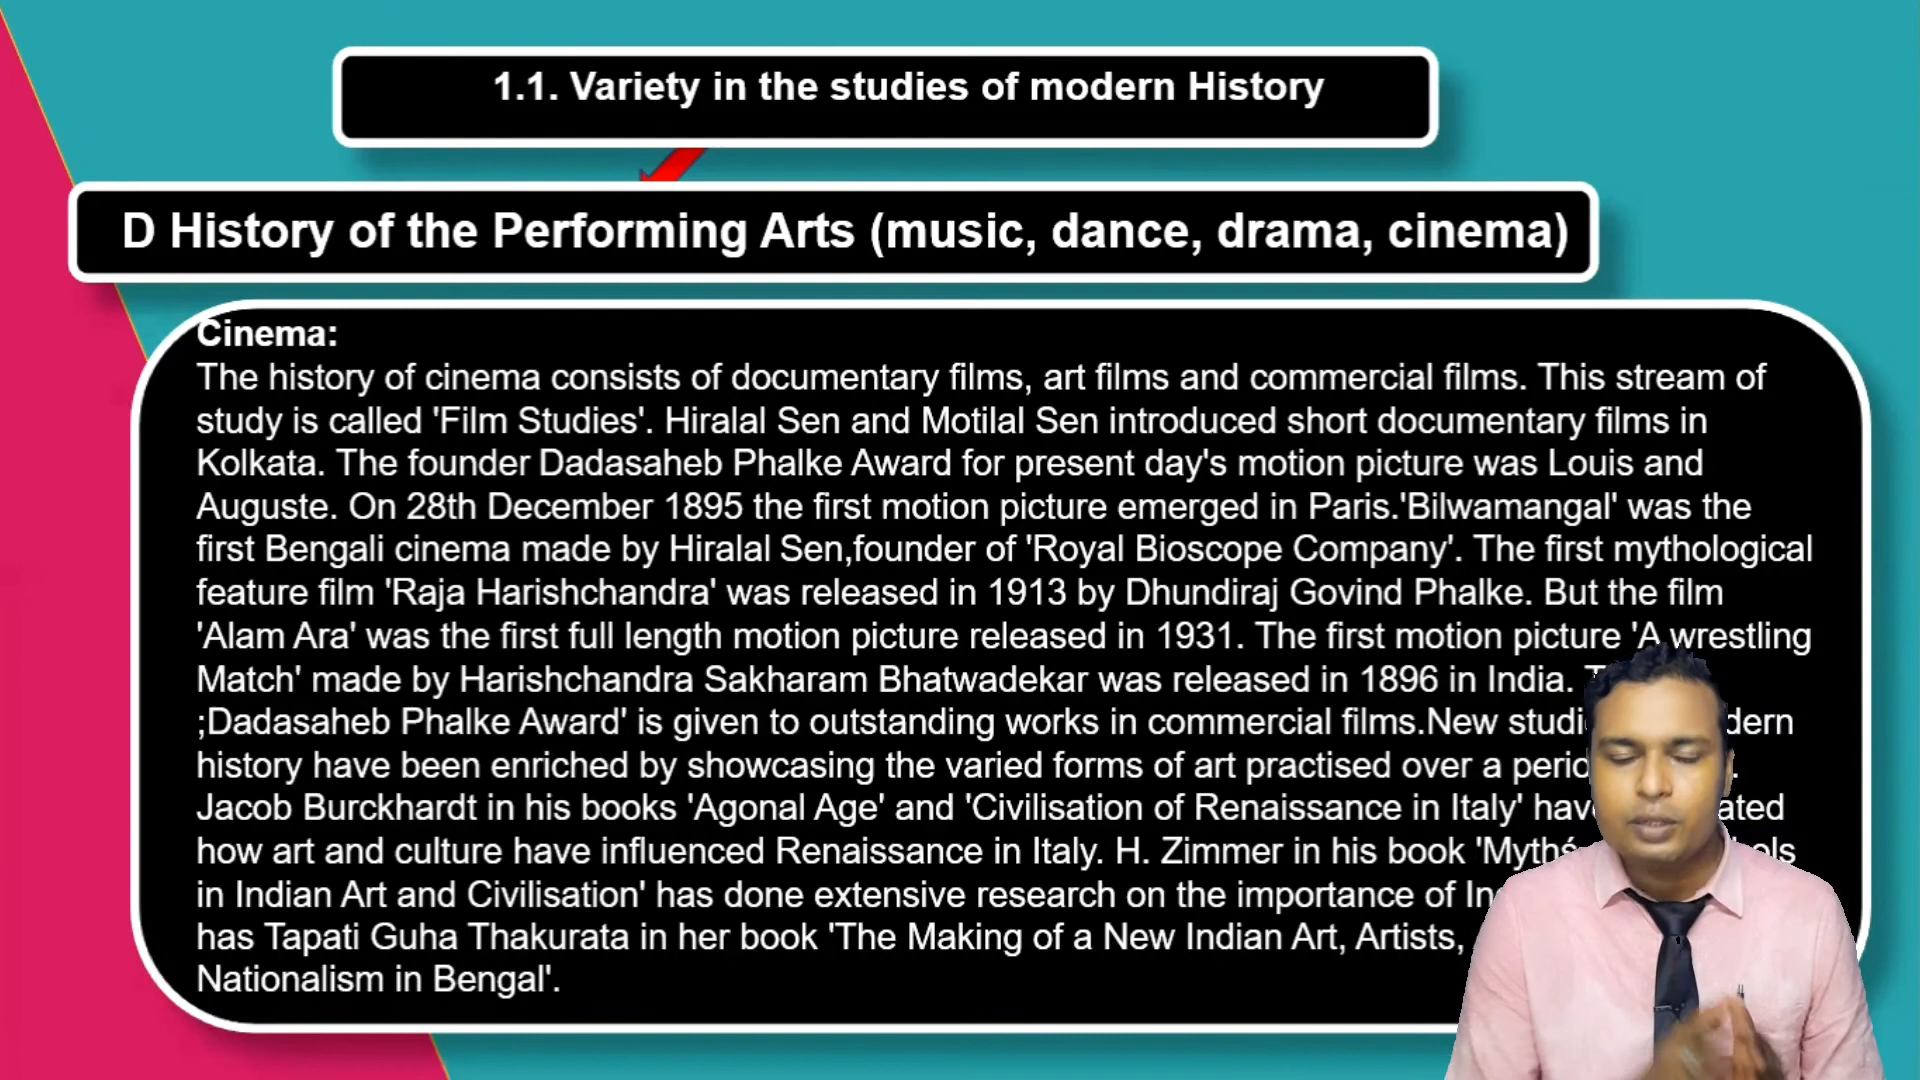 1.1. Variety in the studies of modern History
D History of the Performing Arts (music, dance, drama, cinema)
Cinema:
The history of cinema consists of documentary films, art films and commercial films. This stream of
study is called 'Film Studies'. Hiralal Sen and Motilal Sen introduced short documentary films in
Kolkata. The founder Dadasaheb Phalke Award for present day's motion picture was Louis and
Auguste. On 28th December 1895 the first motion picture emerged in Paris.'Bilwamangal' was the
first Bengali cinema made by Hiralal Sen,founder of 'Royal Bioscope Company'. The first mythological
feature film 'Raja Harishchandra' was released in 1913 by Dhundiraj Govind Phalke. But the film
'Alam Ara' was the first full length motion picture released in 1931. The first motion picture 'A wrestling
Match' made by Harishchandra Sakharam Bhatwadekar was released in 1896 in India.
;Dadasaheb Phalke Award' is given to outstanding works in commercial films.New
history have been enriched by showcasing the varied forms of art practised over a
Jacob Burckhardt in his books 'Agonal Age' and 'Civilisation of Renaissance in Italy'
how art and culture have influenced Renaissance in Italy. H. Zimmer in his book
in Indian Art and Civilisation' has done extensive research on the importance of
has Tapati Guha Thakurata in her book 'The Making of a New Indian Art, Artists,
Nationalism in Bengal'.